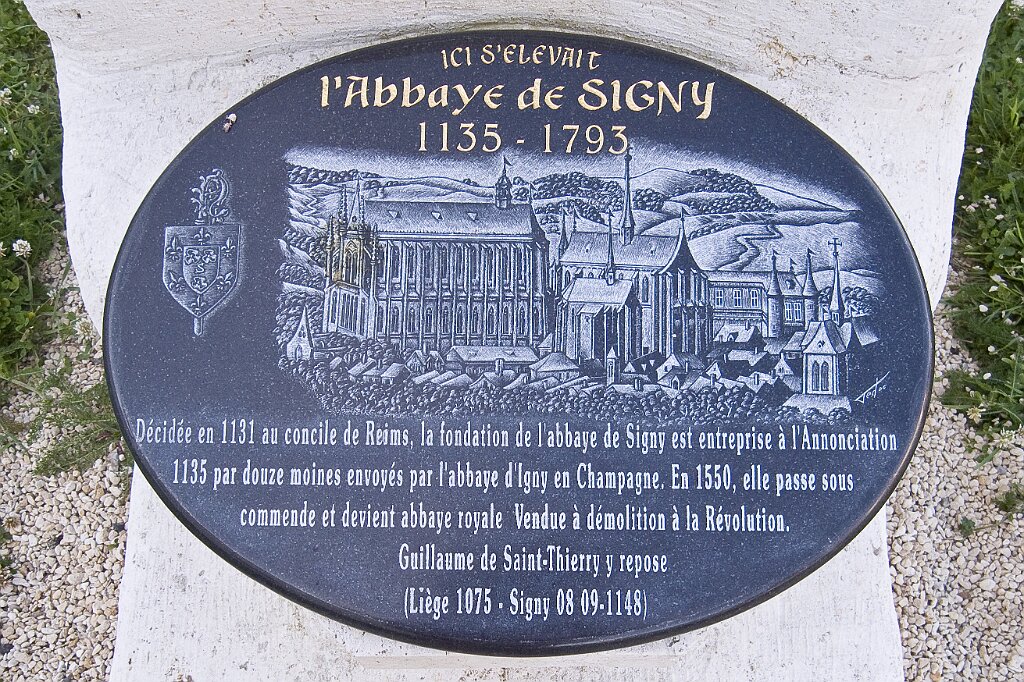 ICI S'ELEVAIT
l'Abbaye de SIGNY
1135 - 1793
Décidée en 1131 au concile de Reims, la fondation de l'abbaye de Signy est entreprise à l'Annonciation
1135 par douze moines envoyés par l'abbaye d'Igny en Champagne. En 1550, elle passe sous
commende et devient abbaye royale Vendue à démolition à la Révolution.
Guillaume de Saint-Thierry y repose
(Liège 1075 - Signy 08 09-1148)